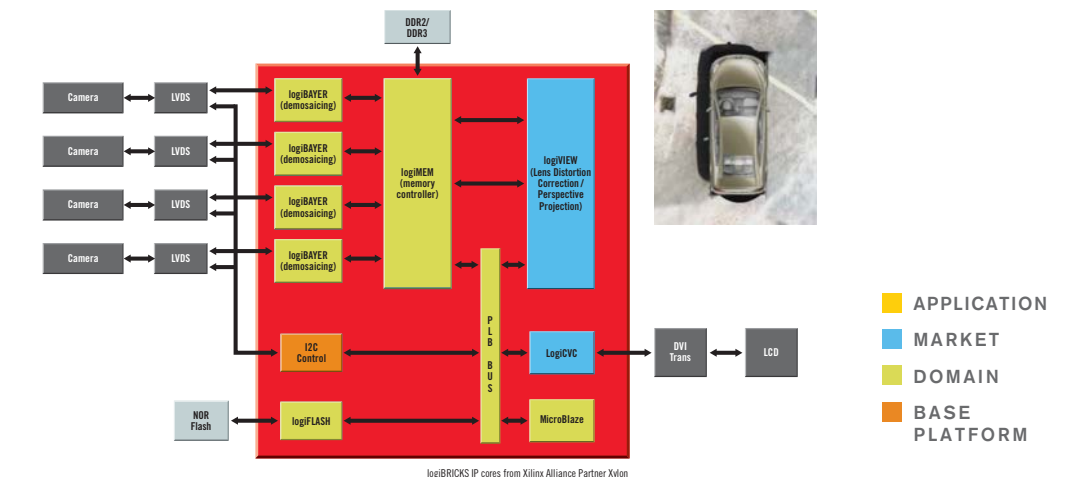 DDR2/
DDR3
Camera
LVDS
logiBAYER
(demosaicing)
Camera
LVDS
logiBAYER
(demosaicing)
Camera
LVDS
logiBAYER
(demosaicing)
Camera
LVDS
logiBAYER
(demosaicing)
logiMEM
(memory
controller)
logiVIEW
(Lens Distortion
Correction /
Perspective
Projection)
P
L
B
B
U
S
I2C
Control
LogiCVC
DVI
Trans
LCD
NOR
Flash
logiFLASH
MicroBlaze
APPLICATION
MARKET
DOMAIN
BASE
PLATFORM
logiBRICKS IP cores from Xilinx Alliance Partner Xylon